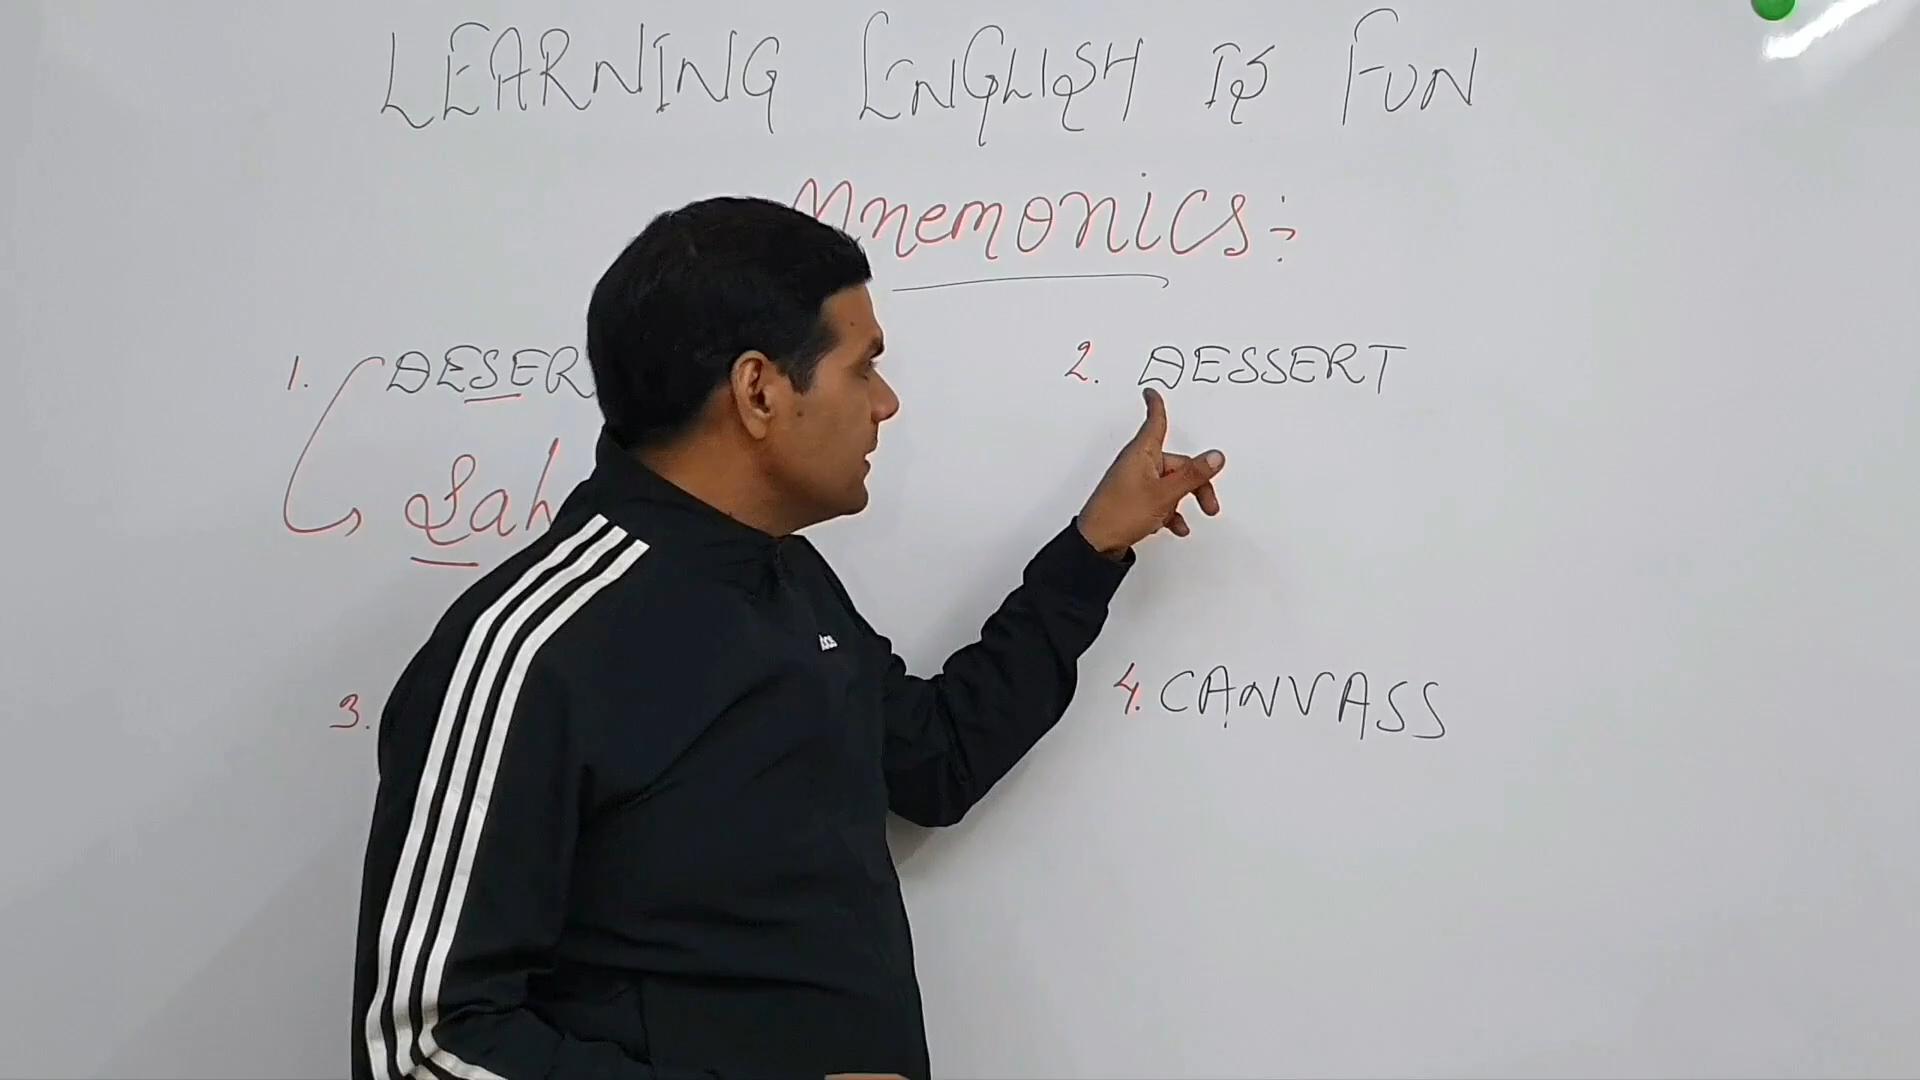 LEARNING ENGLISH IS FUN
Mnemonics :-
1. DESER
2. DESSERT
Sah
3.
4. CANVASS